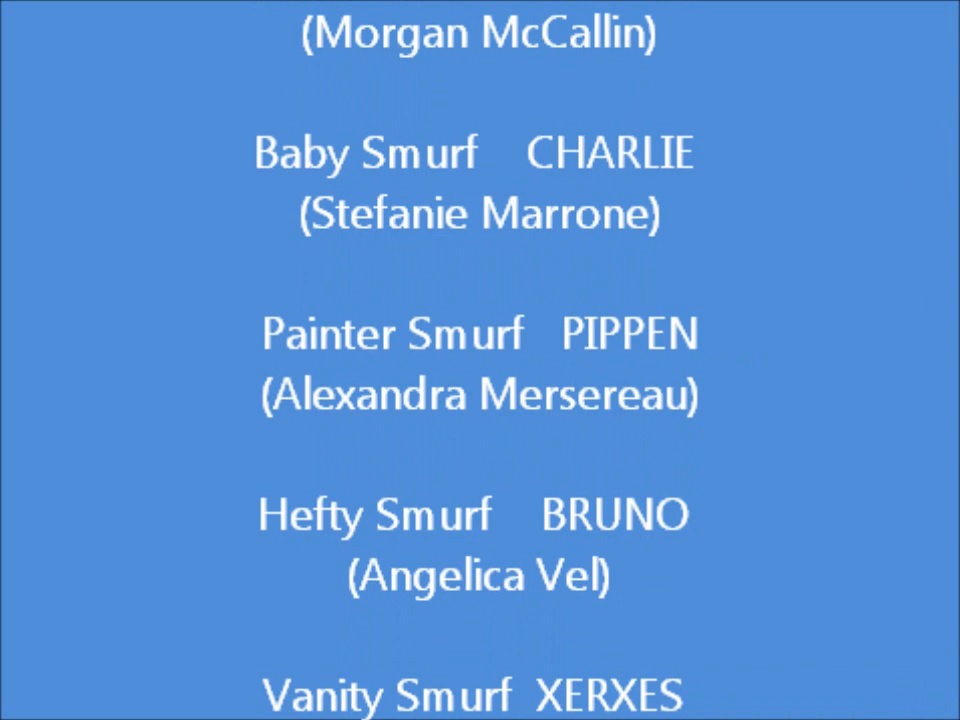 (Morgan McCallin)
Baby Smurf CHARLIE
(Stefanie Marrone)
Painter Smurf PIPPEN
(Alexandra Mersereau)
Hefty Smurf BRUNO
(Angelica Vel)
Vanity Smurf XERXES